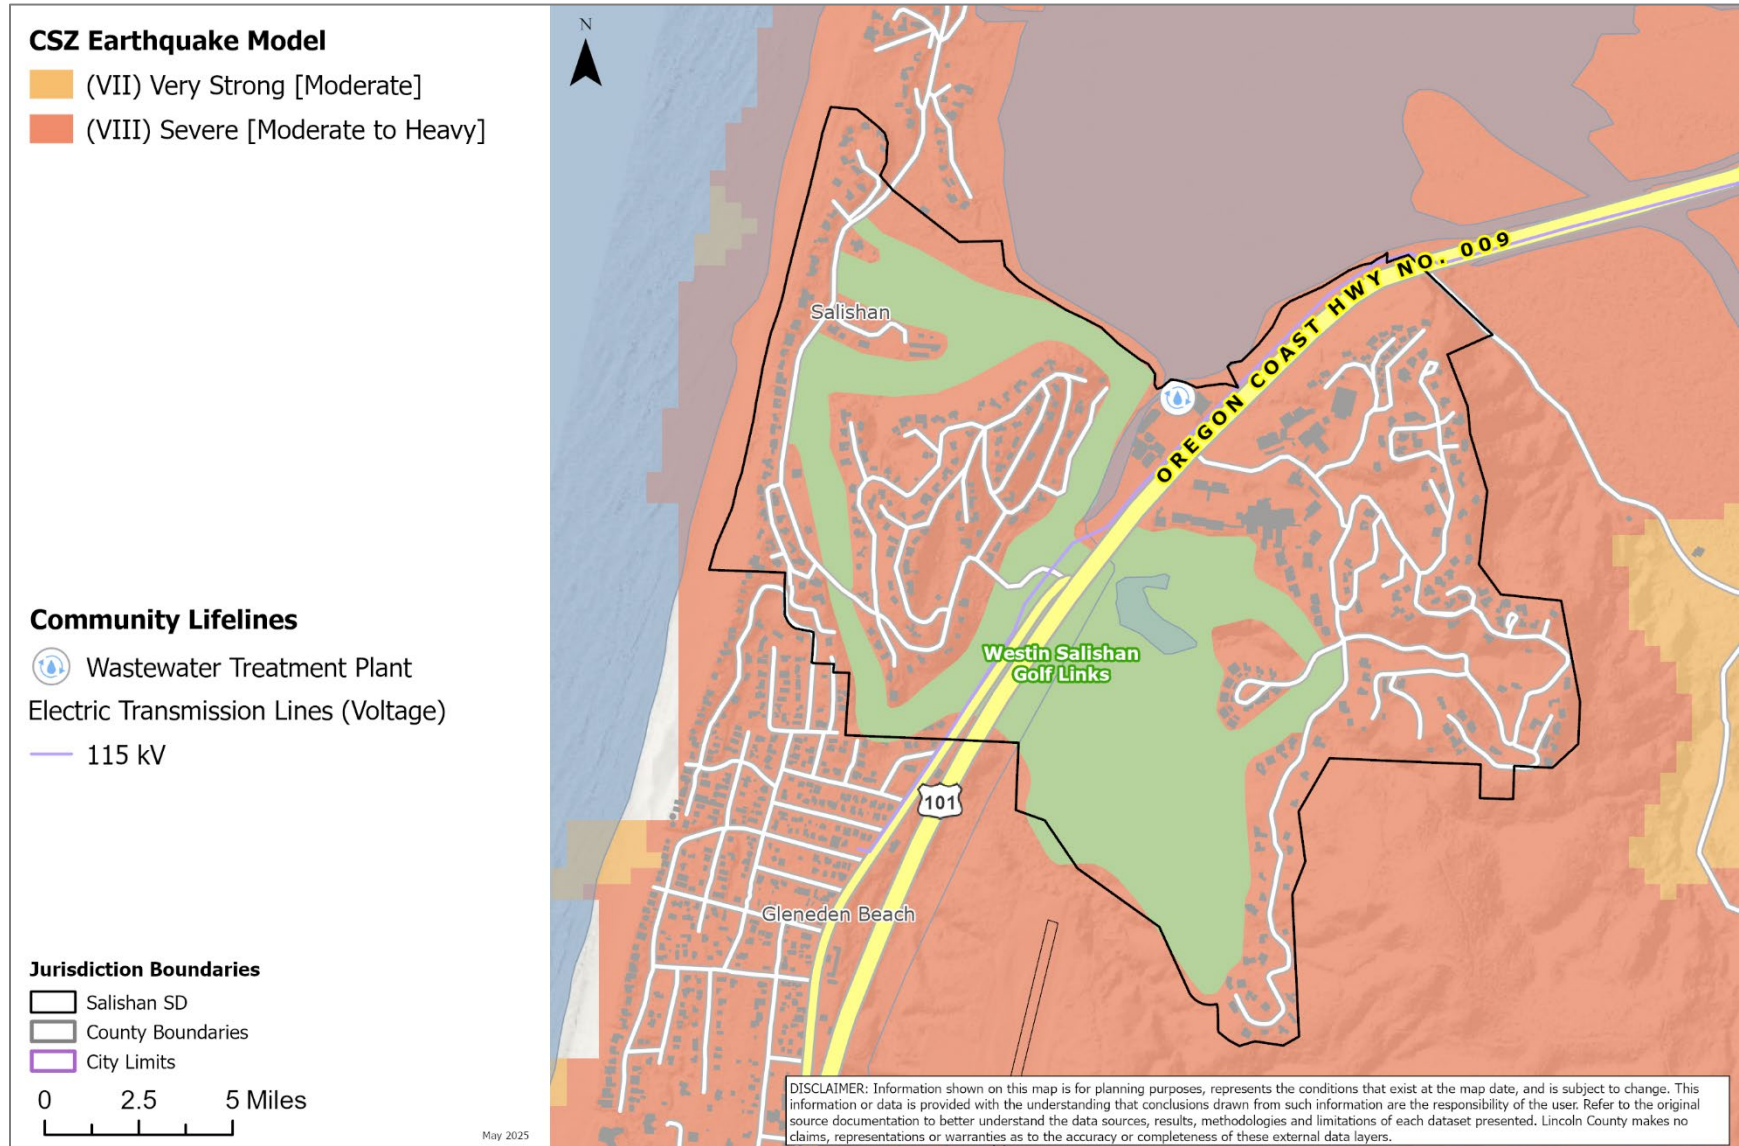 CSZ Earthquake Model
(VII) Very Strong [Moderate]
(VIII) Severe [Moderate to Heavy]
Community Lifelines
Wastewater Treatment Plant
Electric Transmission Lines (Voltage)
115 kV
Jurisdiction Boundaries
Salishan SD
County Boundaries
City Limits
0 2.5 5 Miles
May 2025
N
OREGON COAST HWY NO. 009
Salishan
Westin Salishan
Golf Links
101
Gleneden Beach
DISCLAIMER: Information shown on this map is for planning purposes, represents the conditions that exist at the map date, and is subject to change. This
information or data is provided with the understanding that conclusions drawn from such information are the responsibility of the user. Refer to the original
source documentation to better understand the data sources, results, methodologies and limitations of each dataset presented. Lincoln County makes no
claims, representations or warranties as to the accuracy or completeness of these external data layers.